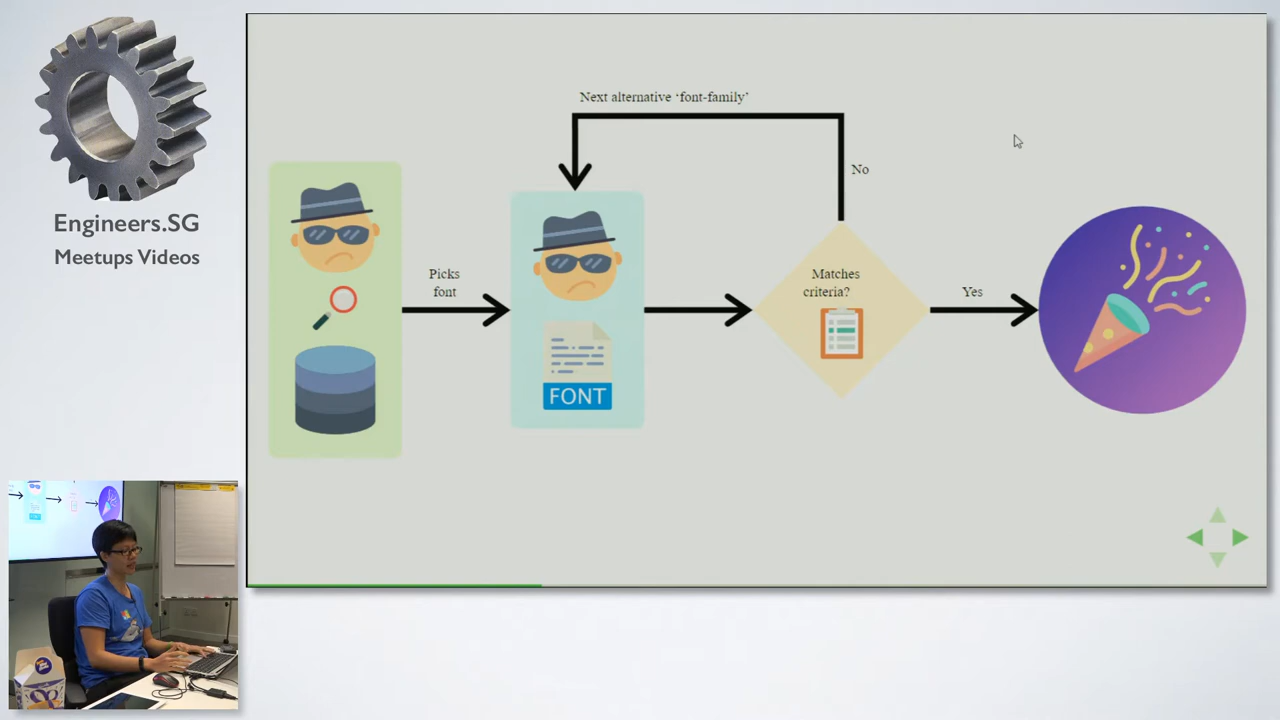 Engineers.SG
Meetups Videos
Next alternative ‘font-family’
No
Picks
font
Matches
criteria?
Yes
FONT